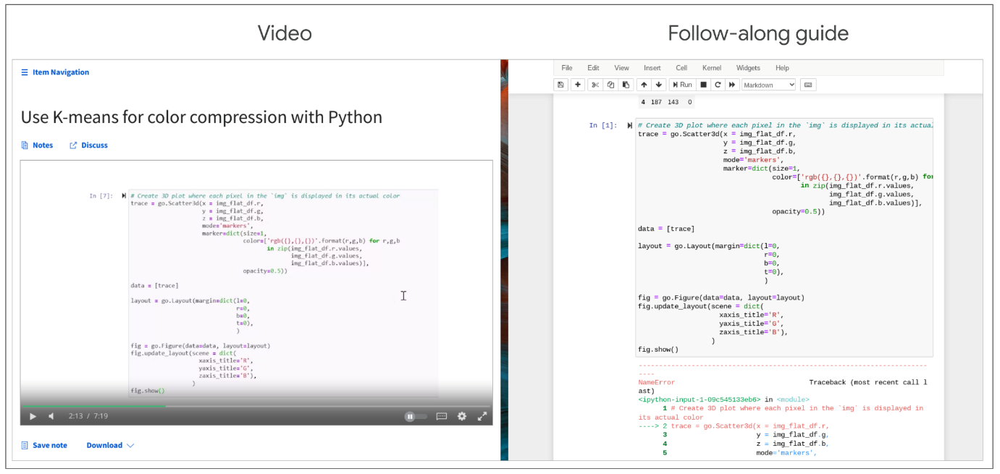 Video
Follow-along guide
Item Navigation
Use K-means for color compression with Python
Notes Discuss
In [7]: # Create 3D plot where each pixel in the `img` is displayed in its actual color
trace = go.Scatter3d(x = img_flat_df.r,
y = img_flat_df.g,
z = img_flat_df.b,
mode='markers',
marker=dict(size=1,
color=['rgb({},{},{})'.format(r,g,b) for r,g,b
in zip(img_flat_df.r.values,
img_flat_df.g.values,
img_flat_df.b.values)],
opacity=0.5))
data = [trace]
layout = go.Layout(margin=dict(l=0,
r=0,
b=0,
t=0),
)
fig = go.Figure(data=data, layout=layout)
fig.update_layout(scene = dict(
xaxis_title='R',
yaxis_title='G',
zaxis_title='B'),
)
fig.show()
2:13 / 7:19
Save note Download
File Edit View Insert Cell Kernel Widgets Help
Run Markdown
4 187 143 0
In [1]: # Create 3D plot where each pixel in the `img` is displayed in its actual
trace = go.Scatter3d(x = img_flat_df.r,
y = img_flat_df.g,
z = img_flat_df.b,
mode='markers',
marker=dict(size=1,
color=['rgb({},{},{})'.format(r,g,b) for
in zip(img_flat_df.r.values,
img_flat_df.g.values,
img_flat_df.b.values)],
opacity=0.5))
data = [trace]
layout = go.Layout(margin=dict(l=0,
r=0,
b=0,
t=0),
)
fig = go.Figure(data=data, layout=layout)
fig.update_layout(scene = dict(
xaxis_title='R',
yaxis_title='G',
zaxis_title='B'),
)
fig.show()
---------------------------------------------------------------------------
----
NameError Traceback (most recent call l
ast)
<ipython-input-1-09c545133eb6> in <module>
1 # Create 3D plot where each pixel in the `img` is displayed in
its actual color
----> 2 trace = go.Scatter3d(x = img_flat_df.r,
3 y = img_flat_df.g,
4 z = img_flat_df.b,
5 mode='markers',